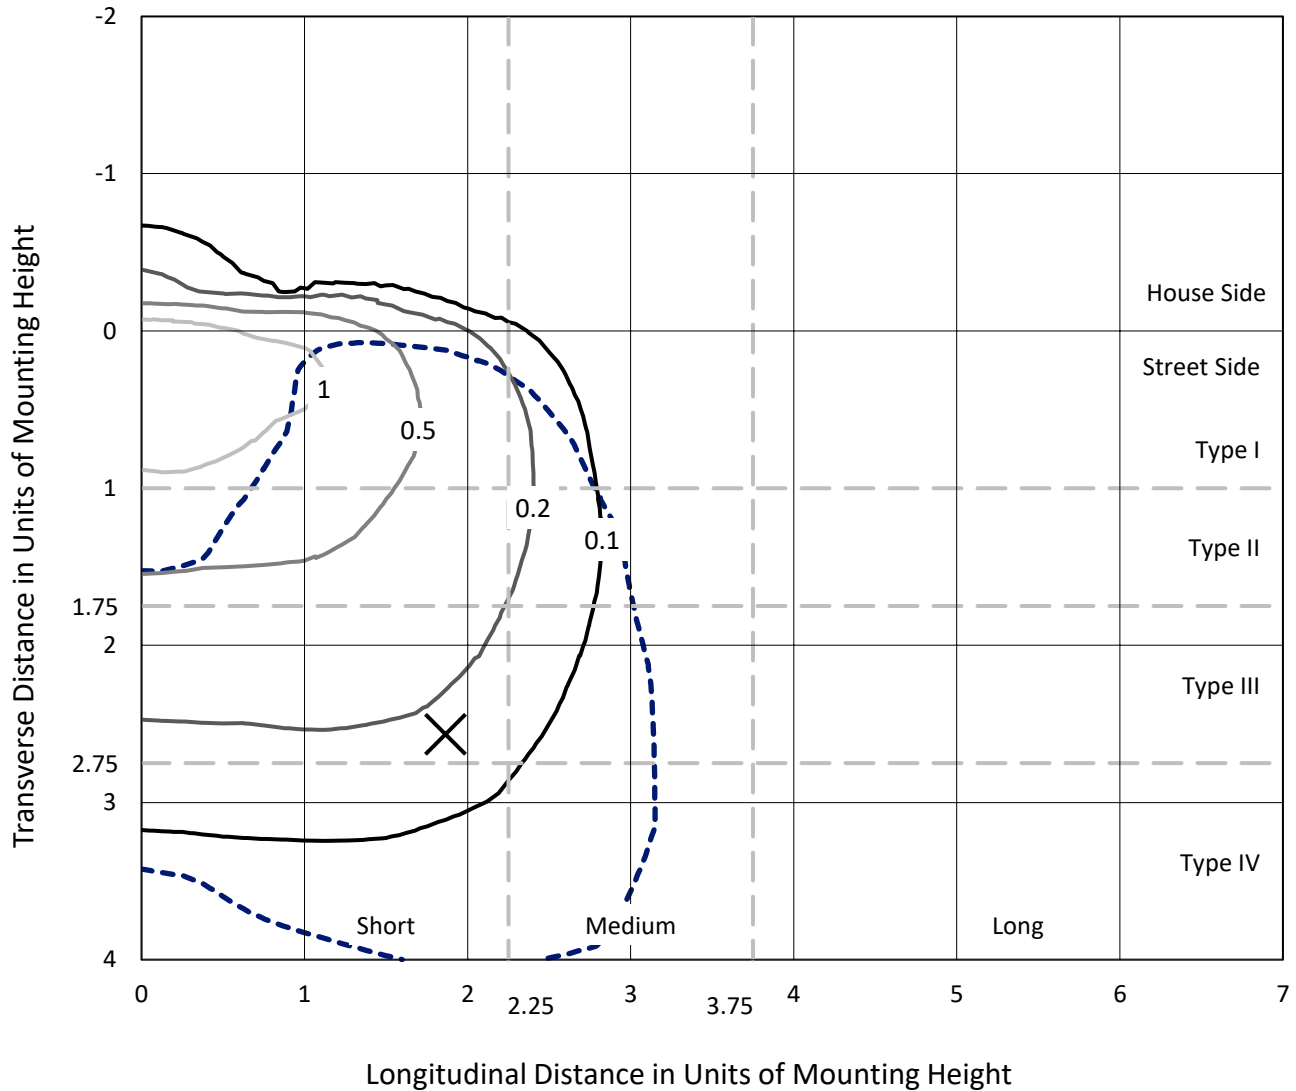 -2
-1
0
1
1.75
2
2.75
3
4
Transverse Distance in Units of Mounting Height
House Side
Street Side
Type I
Type II
Type III
Type IV
1
0.5
0.2
0.1
Short
Medium
Long
0
1
2
2.25
3
3.75
4
5
6
7
Longitudinal Distance in Units of Mounting Height